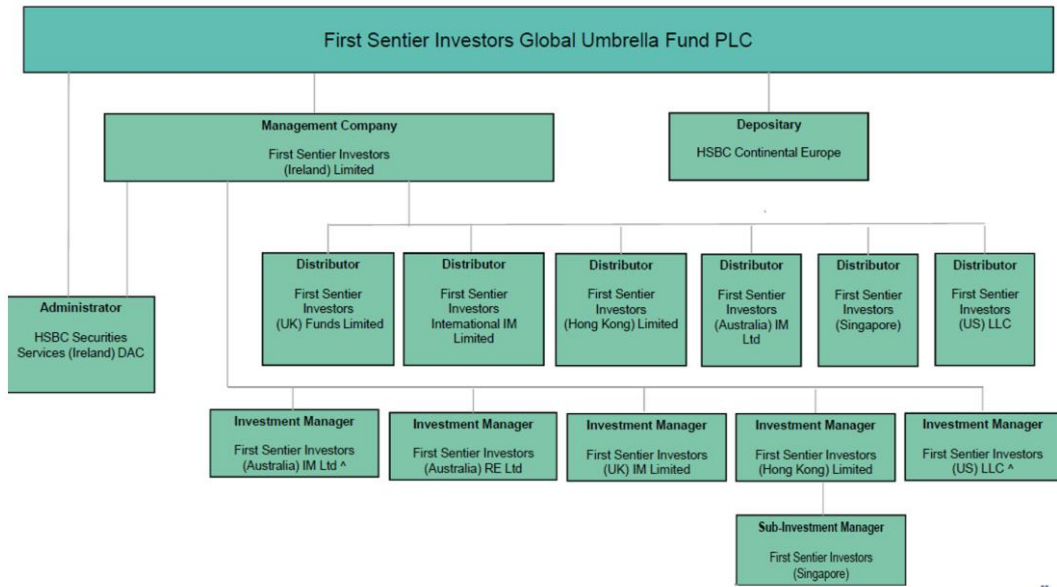 First Sentier Investors Global Umbrella Fund PLC
Management Company
First Sentier Investors
(Ireland) Limited
Depositary
HSBC Continental Europe
Administrator
HSBC Securities
Services (Ireland) DAC
Distributor
First Sentier
Investors
(UK) Funds Limited
Distributor
First Sentier
Investors
International IM
Limited
Distributor
First Sentier
Investors
(Hong Kong) Limited
Distributor
First Sentier
Investors
(Australia) IM
Ltd
Distributor
First Sentier
Investors
(Singapore)
Distributor
First Sentier
Investors
(US) LLC
Investment Manager
First Sentier Investors
(Australia) IM Ltd ^
Investment Manager
First Sentier Investors
(Australia) RE Ltd
Investment Manager
First Sentier Investors
(UK) IM Limited
Investment Manager
First Sentier Investors
(Hong Kong) Limited
Investment Manager
First Sentier Investors
(US) LLC ^
Sub-Investment Manager
First Sentier Investors
(Singapore)